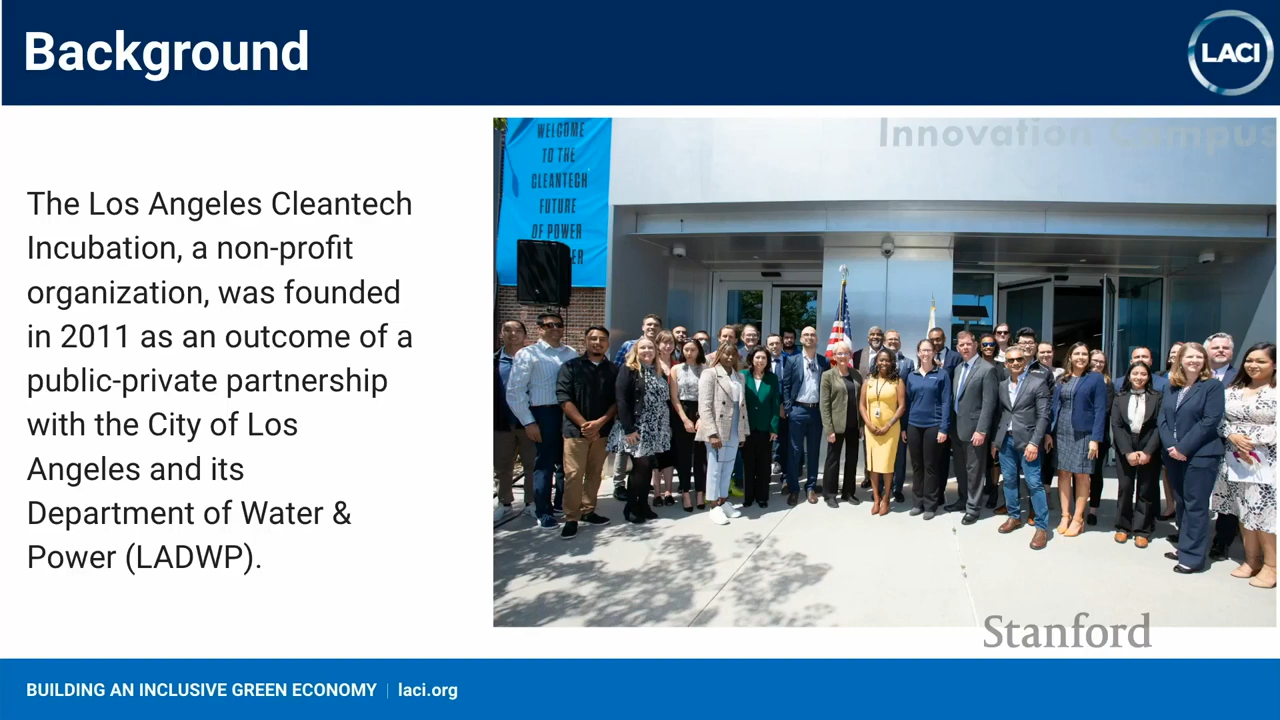 Background
LACI
WELCOME
TO THE
CLEANTECH
FUTURE
OF POWER
ER
Innovation Campus
The Los Angeles Cleantech
Incubation, a non-profit
organization, was founded
in 2011 as an outcome of a
public-private partnership
with the City of Los
Angeles and its
Department of Water &
Power (LADWP).
Stanford
BUILDING AN INCLUSIVE GREEN ECONOMY | laci.org